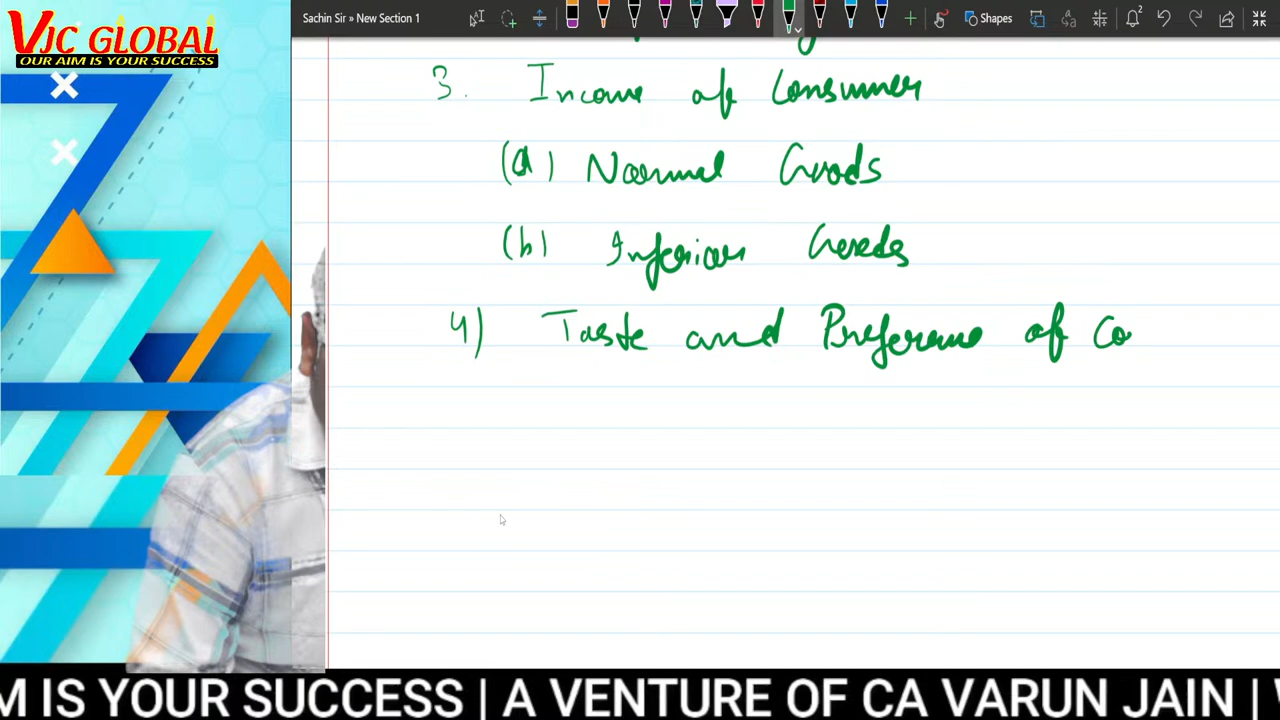 Sachin Sir » New Section 1
Shapes
VJC GLOBAL
OUR AIM IS YOUR SUCCESS
3. Income of Consumer
(a) Normal Goods
(b) Inferior Goods
4) Taste and Preference of Co
M IS YOUR SUCCESS | A VENTURE OF CA VARUN JAIN |